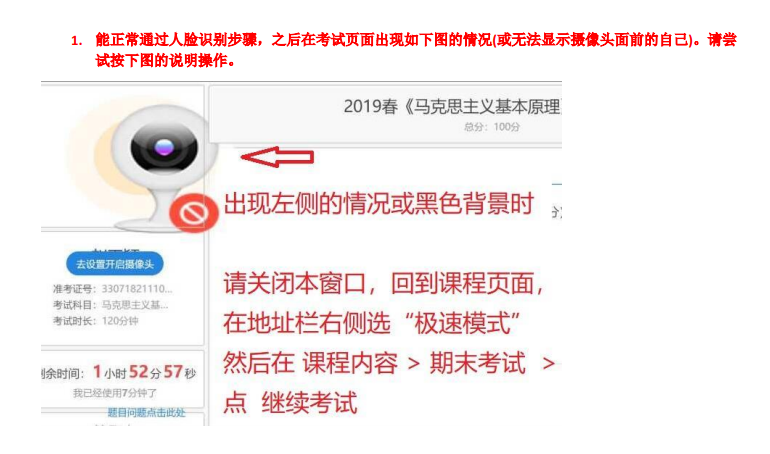 1. 能正常通过人脸识别步骤，之后在考试页面出现如下图的情况(或无法显示摄像头面前的自己)。请尝
试按下图的说明操作。
2019春《马克思主义基本原理
总分：100分
出现左侧的情况或黑色背景时
去设置开启摄像头
准考证号：33071821110...
考试科目：马克思主义基...
考试时长：120分钟
请关闭本窗口，回到课程页面，
在地址栏右侧选“极速模式”
然后在 课程内容 > 期末考试 >
点 继续考试
余时间：1小时52分57秒
我已经使用7分钟了
题目问题点击此处